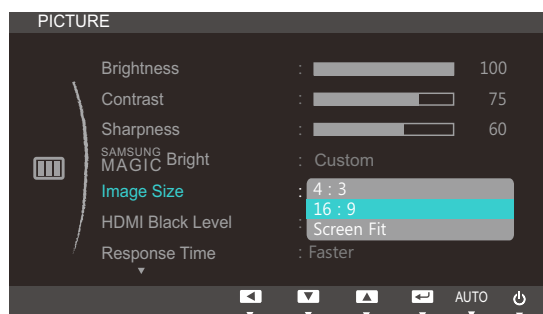 PICTURE
Brightness : 100
Contrast : 75
Sharpness : 60
SAMSUNG
MAGIC Bright : Custom
Image Size : 4 : 3
16 : 9
HDMI Black Level :
Screen Fit
Response Time : Faster
AUTO